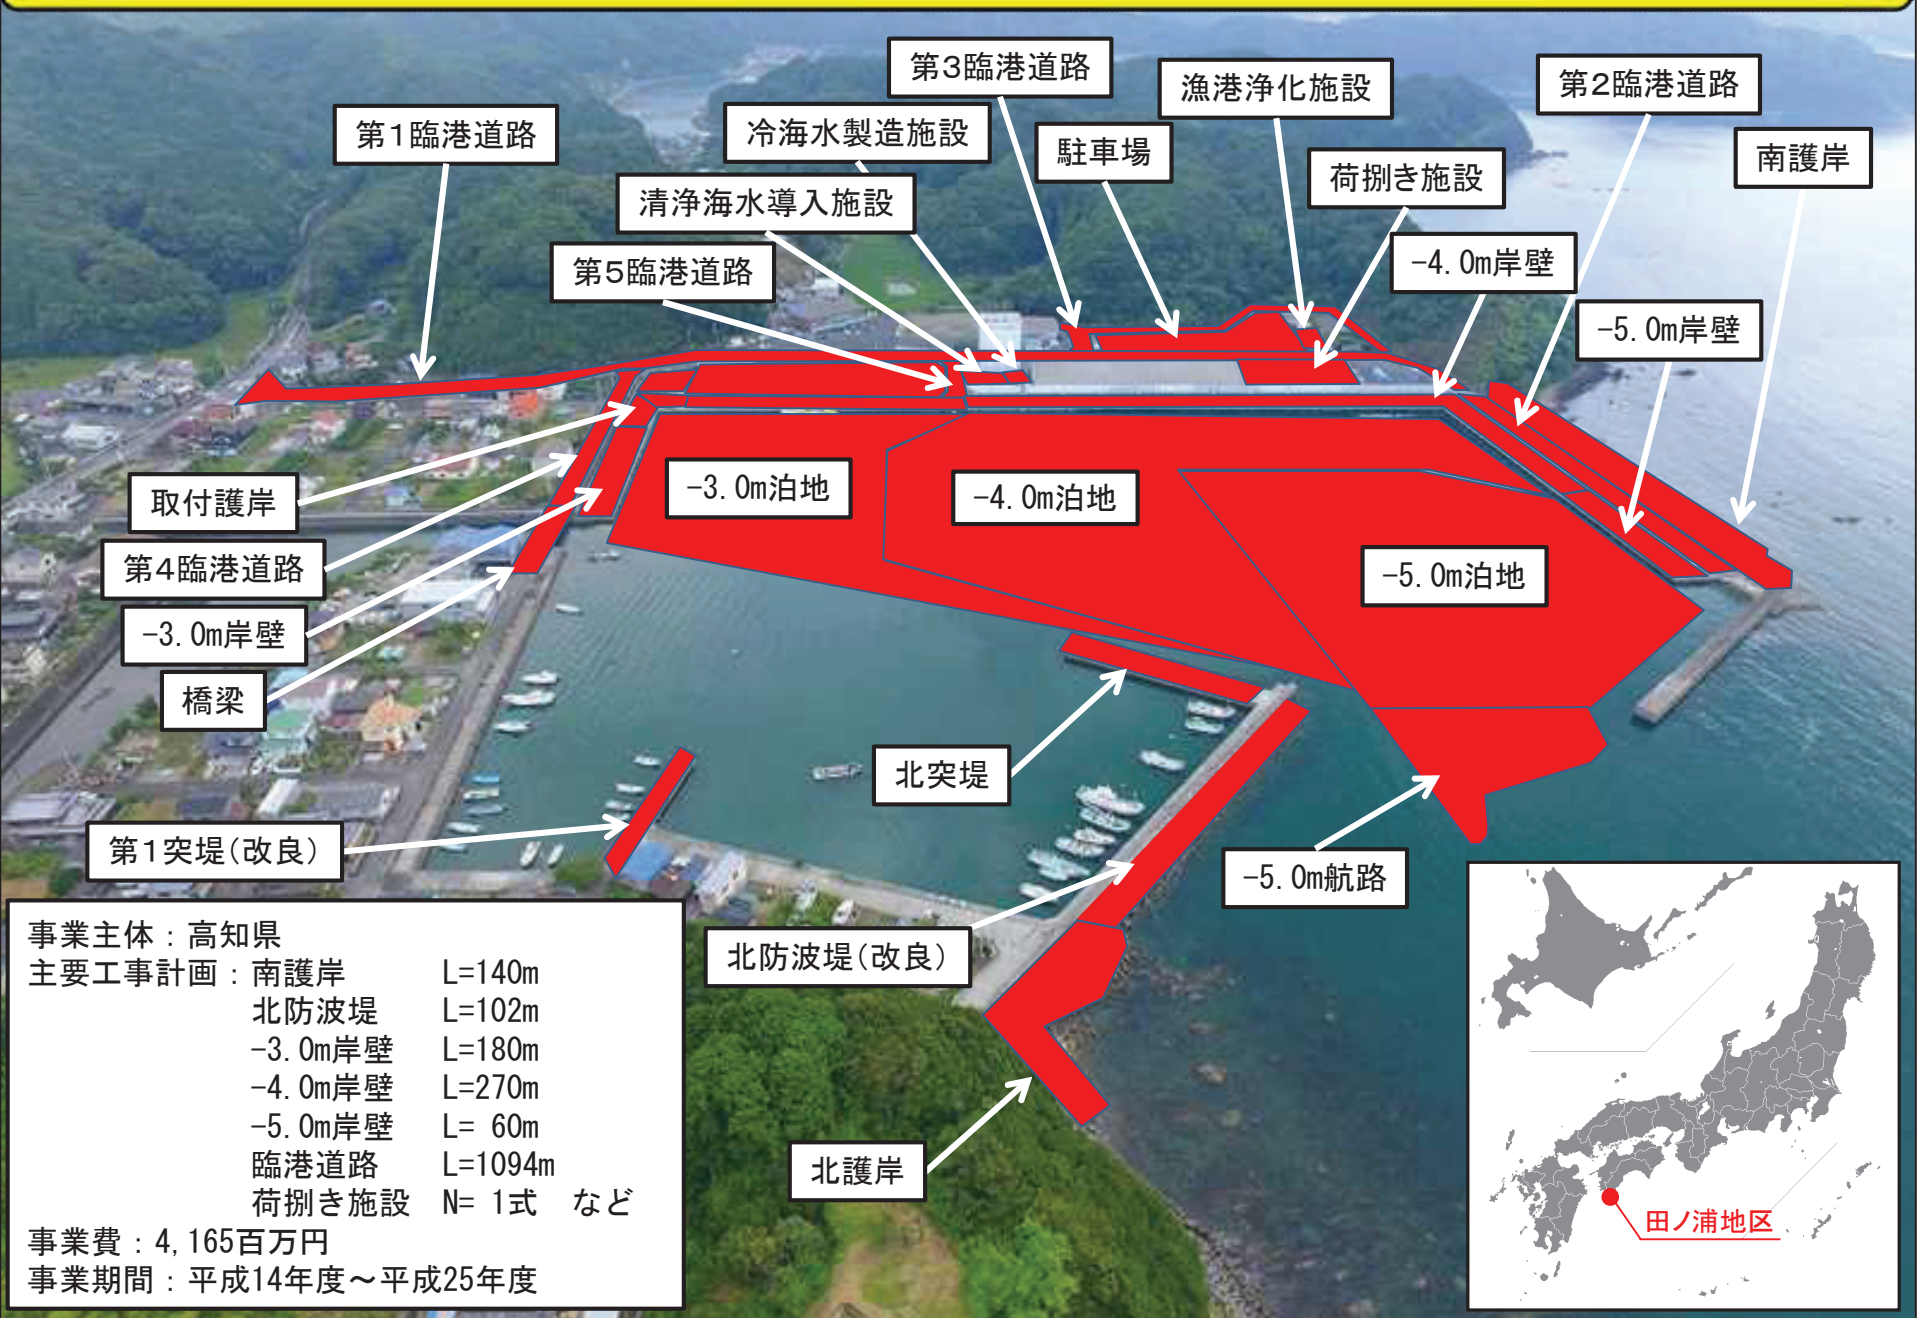 第3臨港道路
漁港浄化施設
第2臨港道路
第1臨港道路
冷海水製造施設
駐車場
南護岸
荷捌き施設
清浄海水導入施設
-4.0m岸壁
第5臨港道路
-5.0m岸壁
-3.0m泊地
-4.0m泊地
取付護岸
第4臨港道路
-5.0m泊地
-3.0m岸壁
橋梁
北突堤
第1突堤(改良)
-5.0m航路
北防波堤(改良)
北護岸
事業主体：高知県
主要工事計画：南護岸 L=140m
北防波堤 L=102m
-3.0m岸壁 L=180m
-4.0m岸壁 L=270m
-5.0m岸壁 L= 60m
臨港道路 L=1094m
荷捌き施設 N= 1式 など
事業費：4,165百万円
事業期間：平成14年度～平成25年度
田ノ浦地区